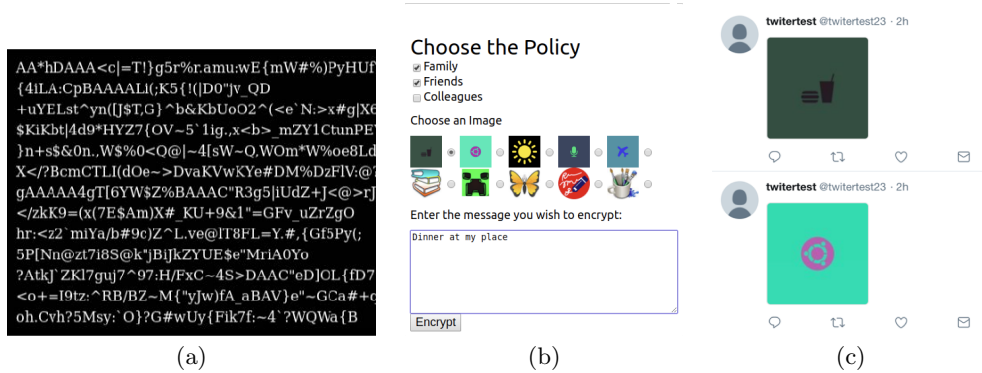 AA*hDAAA<c|=T!}g5r%r.amu:wE{mW#%)PyHUf
{4iLA:CpBAAAALi(;K5{!(|D0"jv_QD
+uYELst^yn([J$T,G}^b&KbUoO2^(<e`N:>x#g|X6
$KiKbt|4d9*HYZ7{OV~5`1ig.,x<b>_mZY1CtunPEY
}n+s$&0n.,W$%0<Q@|~4[sW~Q,WOm*W%oe8Ld
X</?BcmCTLI(dOe~>DvaKVwKYe#DM%DzFlV:@?
gAAAAA4gT[6YW$Z%BAAAC"R3g5|iUdZ+J<@>rJ
</zkK9=(x(7E$Am)X#_KU+9&1"=GFv_uZrZgO
hr:<z2`miYa/b#9c)Z^L.ve@lT8FL=Y.#,{Gf5Py(;
5P[Nn@zt7i8S@k"jBiJkZYUE$e"MriA0Yo
?Atkj`ZKl7guj7^97:H/FxC~4S>DAAC"eD]OL{fD7
<o+=I9tz:^RB/BZ~M{"yJw)fA_aBAV}e"~GCa#+q
oh.Cvh?5Msy:`O}?G#wUy{Fik7f:~4`?WQWa{B
(a)
Choose the Policy
Family
Friends
Colleagues
Choose an Image
Enter the message you wish to encrypt:
Dinner at my place
Encrypt
(b)
twitertest @twitertest23 · 2h
twitertest @twitertest23 · 2h
(c)